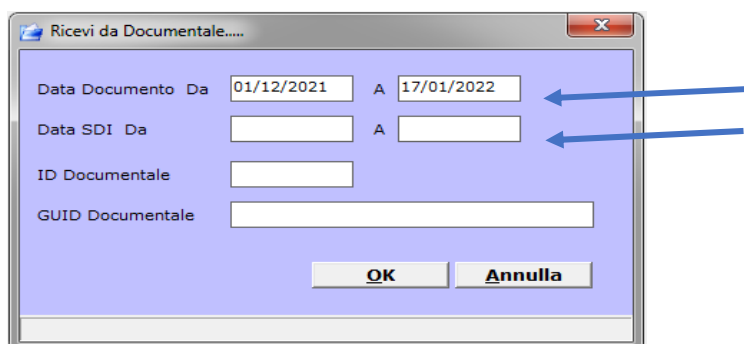 Ricevi da Documentale.....
Data Documento Da 01/12/2021 A 17/01/2022
Data SDI Da A
ID Documentale
GUID Documentale
OK Annulla